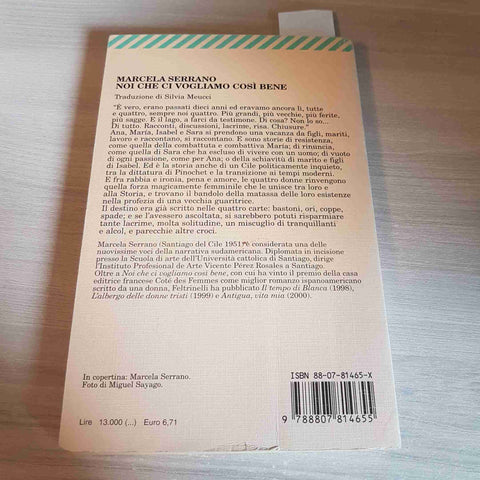 MARCELA SERRANO
NOI CHE CI VOGLIAMO COSÌ BENE
Traduzione di Silvia Meucci
"È vero, erano passati dieci anni ed eravamo ancora lì, tutte
e quattro, sempre noi quattro. Più grandi, più vecchie, più ferite,
più sagge. E il lago, a farci da testimone. Di cosa? Non lo so...
Di tutto. Racconti, discussioni, lacrime, risa. Chiusure."
Ana, María, Isabel e Sara si prendono una vacanza da figli, mariti,
lavoro e raccontano, si raccontano. E sono storie di resistenza,
come quella della combattuta e combattiva María; di rinuncia,
come quella di Sara che ha escluso di vivere con un uomo; di vuoto
di ogni passione, come per Ana; o della schiavitù di marito e figli
di Isabel. Ed è la storia anche di un Cile politicamente inquieto,
tra la dittatura di Pinochet e la transizione ai tempi moderni.
E fra rabbia e ironia, pena e amore, le quattro donne rinvengono
quella forza magicamente femminile che le unisce tra loro e
alla Storia, e trovano il bandolo della matassa delle loro esistenze
nella profezia di una vecchia guaritrice.
Il destino era già scritto nelle quattro carte: bastoni, ori, coppe,
spade; e se l'avessero ascoltata, si sarebbero potuti risparmiare
tante lacrime, molta solitudine, un miscuglio di tranquillanti
e alcol, e parecchie altre croci.
Marcela Serrano (Santiago del Cile 1951) è considerata una delle
nuovissime voci della narrativa sudamericana. Diplomata in incisione
presso la Scuola di arte dell'Università cattolica di Santiago, dirige
l'Instituto Profesional de Arte Vicente Pérez Rosales a Santiago.
Oltre a Noi che ci vogliamo così bene, con cui ha vinto il premio della casa
editrice francese Coté des Femmes come miglior romanzo ispanoamericano
scritto da una donna, Feltrinelli ha pubblicato Il tempo di Blanca (1998),
L'albergo delle donne tristi (1999) e Antigua, vita mia (2000).
In copertina: Marcela Serrano.
Foto di Miguel Sayago.
ISBN 88-07-81465-X
9 788807 814655
Lire 13.000 (...) Euro 6,71